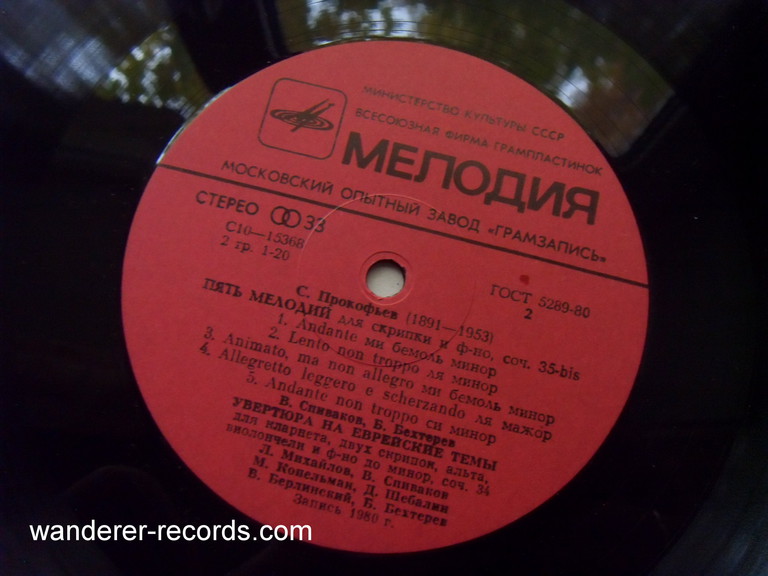 МИНИСТЕРСТВО КУЛЬТУРЫ СССР
ВСЕСОЮЗНАЯ ФИРМА ГРАМПЛАСТИНОК
МЕЛОДИЯ
МОСКОВСКИЙ ОПЫТНЫЙ ЗАВОД «ГРАМЗАПИСЬ»
СТЕРЕО 33
С10—15368
2 гр. 1-20
ГОСТ 5289-80
2
С. Прокофьев (1891—1953)
ПЯТЬ МЕЛОДИЙ для скрипки и ф-но, соч. 35-bis
1. Andante ми бемоль минор
2. Lento non troppo ля минор
3. Animato, ma non allegro ми бемоль минор
4. Allegretto leggero e scherzando ля мажор
5. Andante non troppo си минор
В. Спиваков, Б. Бехтерев
УВЕРТЮРА НА ЕВРЕЙСКИЕ ТЕМЫ
для кларнета, двух скрипок, альта,
виолончели и ф-но до минор, соч. 34
Л. Михайлов, В. Спиваков
М. Копельман, Д. Шебалин
В. Берлинский, Б. Бехтерев
Запись 1980 г.
wanderer-records.com